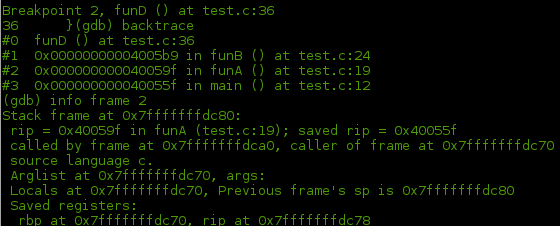 Breakpoint 2, funD () at test.c:36
36      }(gdb) backtrace
#0  funD () at test.c:36
#1  0x00000000004005b9 in funB () at test.c:24
#2  0x000000000040059f in funA () at test.c:19
#3  0x000000000040055f in main () at test.c:12
(gdb) info frame 2
Stack frame at 0x7fffffffdc80:
 rip = 0x40059f in funA (test.c:19); saved rip = 0x40055f
 called by frame at 0x7fffffffdca0, caller of frame at 0x7fffffffdc70
 source language c.
 Arglist at 0x7fffffffdc70, args:
 Locals at 0x7fffffffdc70, Previous frame's sp is 0x7fffffffdc80
 Saved registers:
  rbp at 0x7fffffffdc70, rip at 0x7fffffffdc78